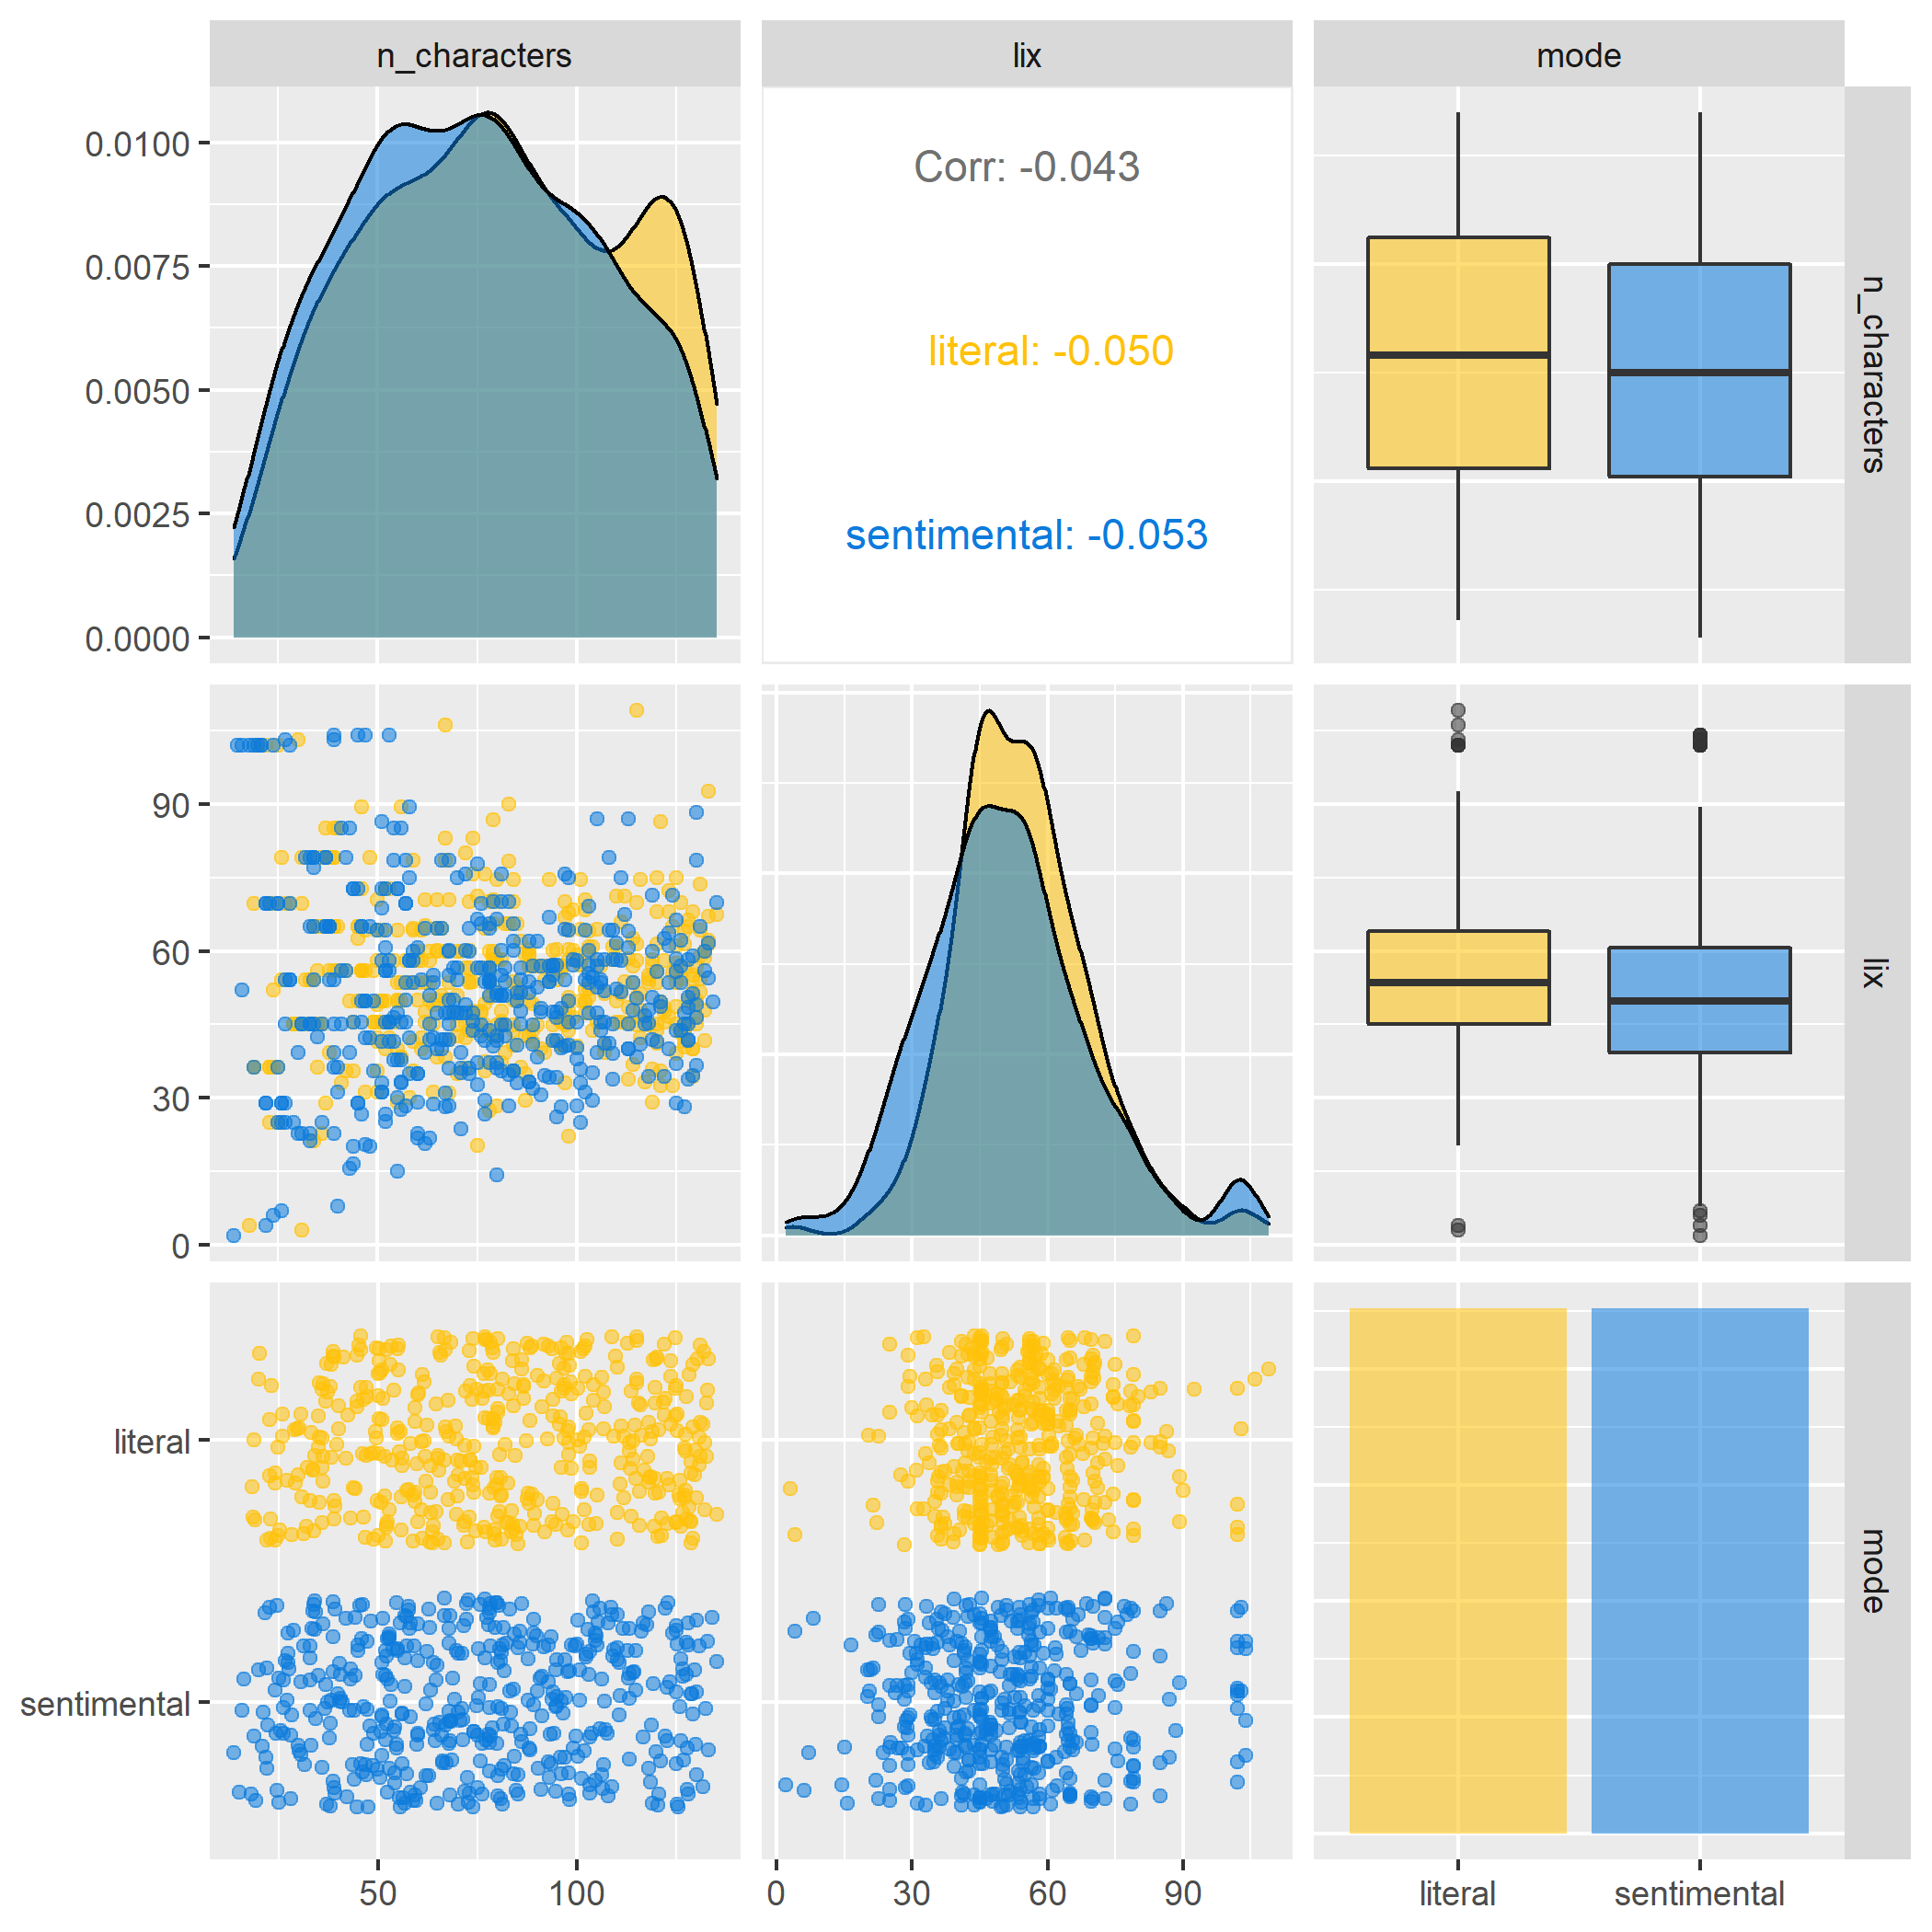 n_characters
lix
mode
0.0100
0.0075
0.0050
0.0025
0.0000
Corr: -0.043
literal: -0.050
sentimental: -0.053
n_characters
90
60
30
0
lix
literal
sentimental
mode
50 100
0 30 60 90
literal sentimental